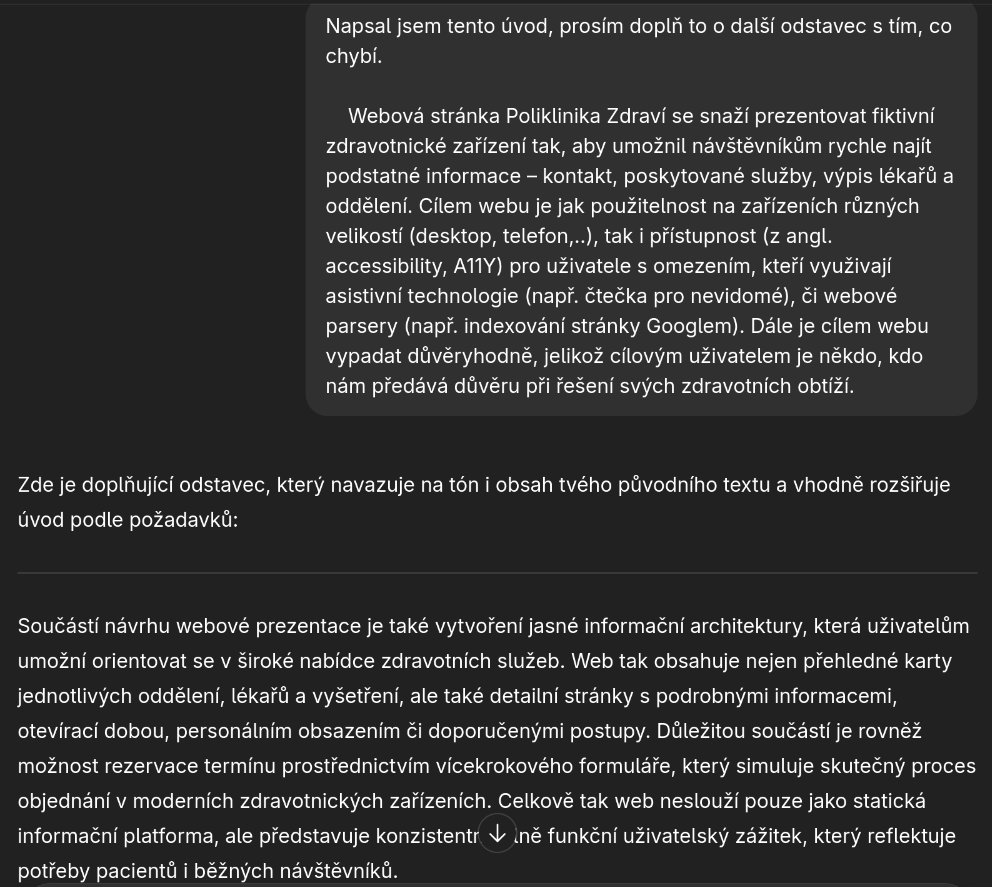 Napsal jsem tento úvod, prosím doplň to o další odstavec s tím, co
chybí.
Webová stránka Poliklinika Zdraví se snaží prezentovat fiktivní
zdravotnické zařízení tak, aby umožnil návštěvníkům rychle najít
podstatné informace – kontakt, poskytované služby, výpis lékařů a
oddělení. Cílem webu je jak použitelnost na zařízeních různých
velikostí (desktop, telefon,..), tak i přístupnost (z angl.
accessibility, A11Y) pro uživatele s omezením, kteří využivají
asistivní technologie (např. čtečka pro nevidomé), či webové
parsery (např. indexování stránky Googlem). Dále je cílem webu
vypadat důvěryhodně, jelikož cílovým uživatelem je někdo, kdo
nám předává důvěru při řešení svých zdravotních obtíží.
Zde je doplňující odstavec, který navazuje na tón i obsah tvého původního textu a vhodně rozšiřuje
úvod podle požadavků:
Součástí návrhu webové prezentace je také vytvoření jasné informační architektury, která uživatelům
umožní orientovat se v široké nabídce zdravotních služeb. Web tak obsahuje nejen přehledné karty
jednotlivých oddělení, lékařů a vyšetření, ale také detailní stránky s podrobnými informacemi,
otevírací dobou, personálním obsazením či doporučenými postupy. Důležitou součástí je rovněž
možnost rezervace termínu prostřednictvím vícekrokového formuláře, který simuluje skutečný proces
objednání v moderních zdravotnických zařízeních. Celkově tak web neslouží pouze jako statická
informační platforma, ale představuje funkční uživatelský zážitek, který reflektuje
potřeby pacientů i běžných návštěvníků.